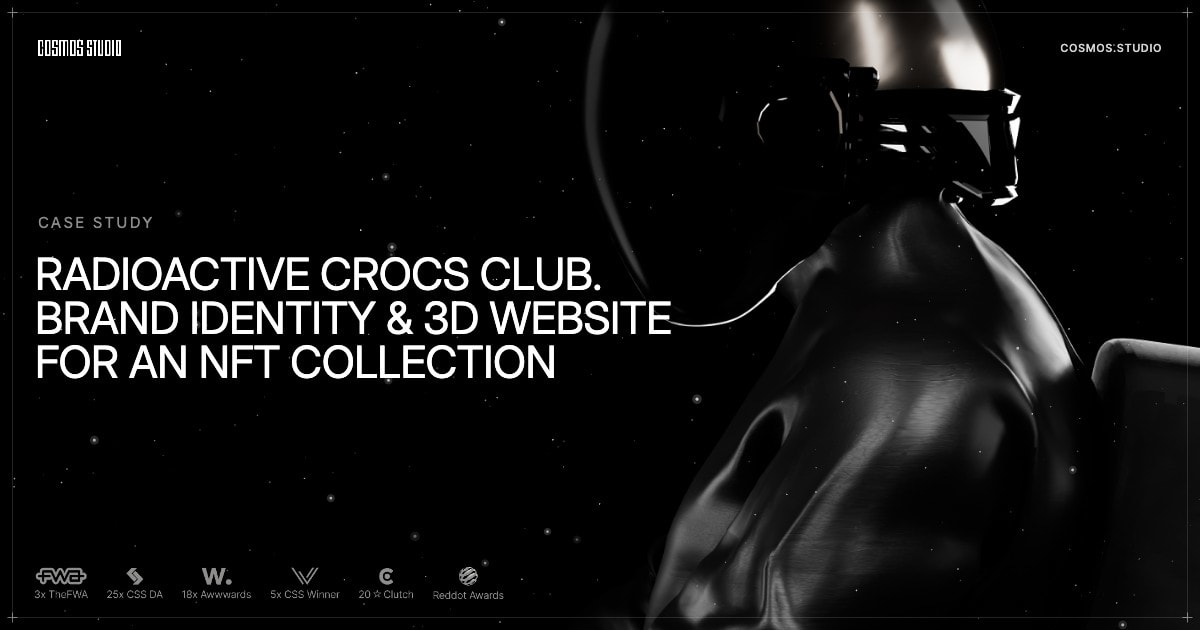 COSMOS STUDIO
COSMOS.STUDIO
CASE STUDY
RADIOACTIVE CROCS CLUB.
BRAND IDENTITY & 3D WEBSITE
FOR AN NFT COLLECTION
FWA
W.
3x TheFWA
25x CSS DA
18x Awwwards
5x CSS Winner
20 ☆ Clutch
Reddot Awards